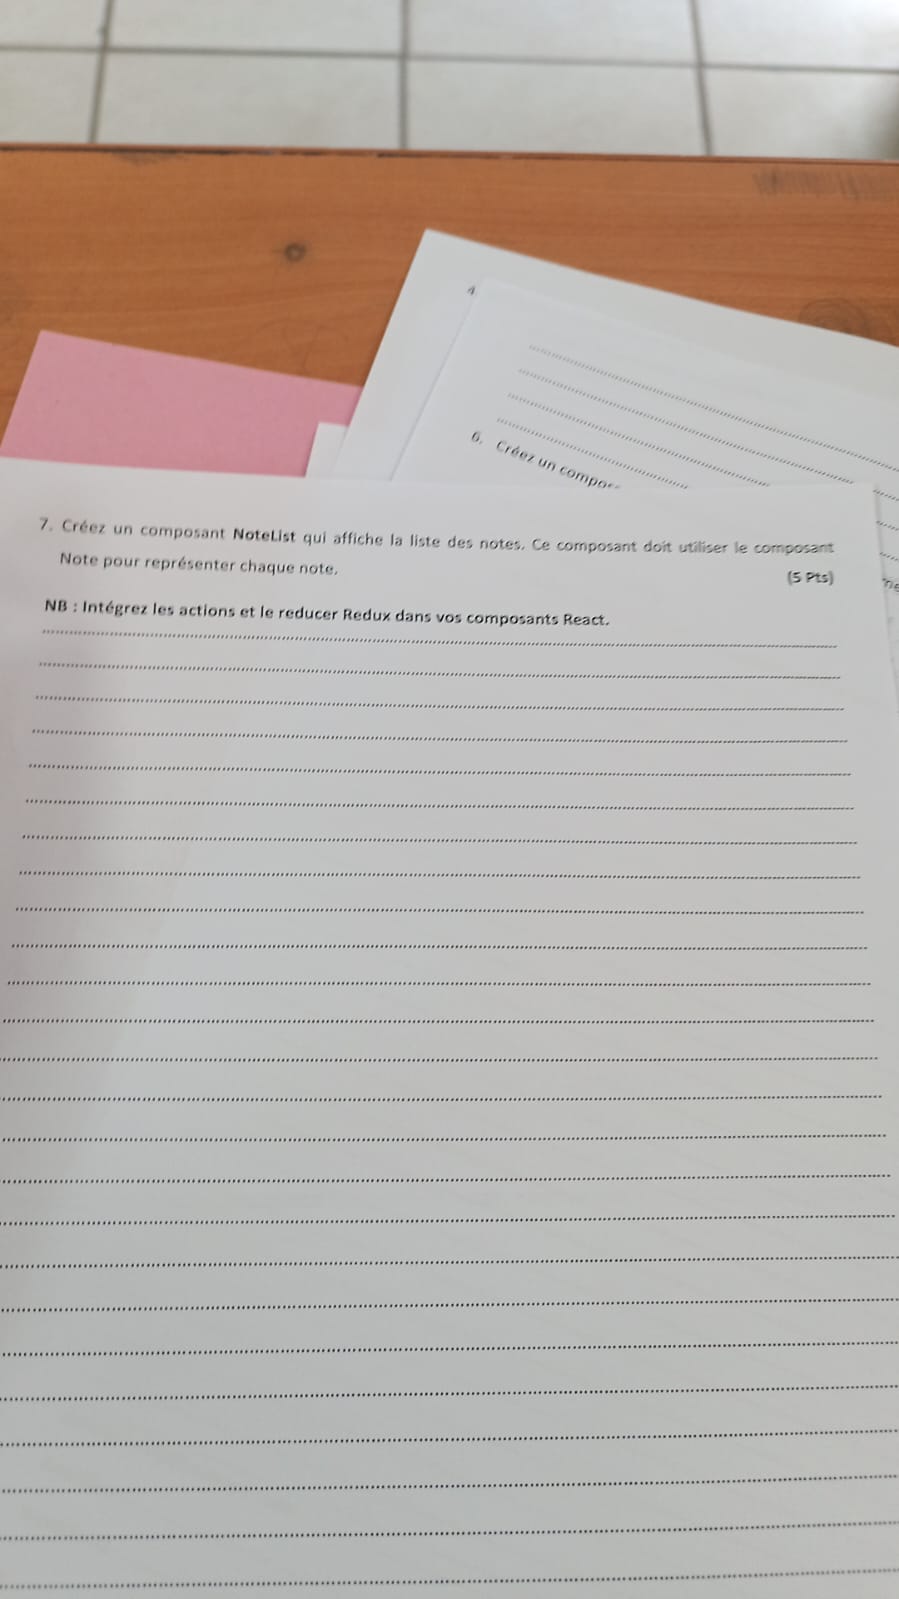 4
6. Créez un
7. Créez un composant NoteList qui affiche la liste des notes. Ce composant doit utiliser le composant
Note pour représenter chaque note.
(5 Pts)
NB : Intégrez les actions et le reducer Redux dans vos composants React.